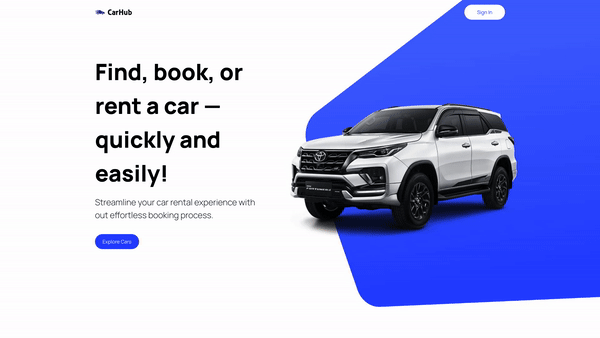 CarHub
Sign In
Find, book, or
rent a car —
quickly and
easily!
Streamline your car rental experience with
out effortless booking process.
Explore Cars